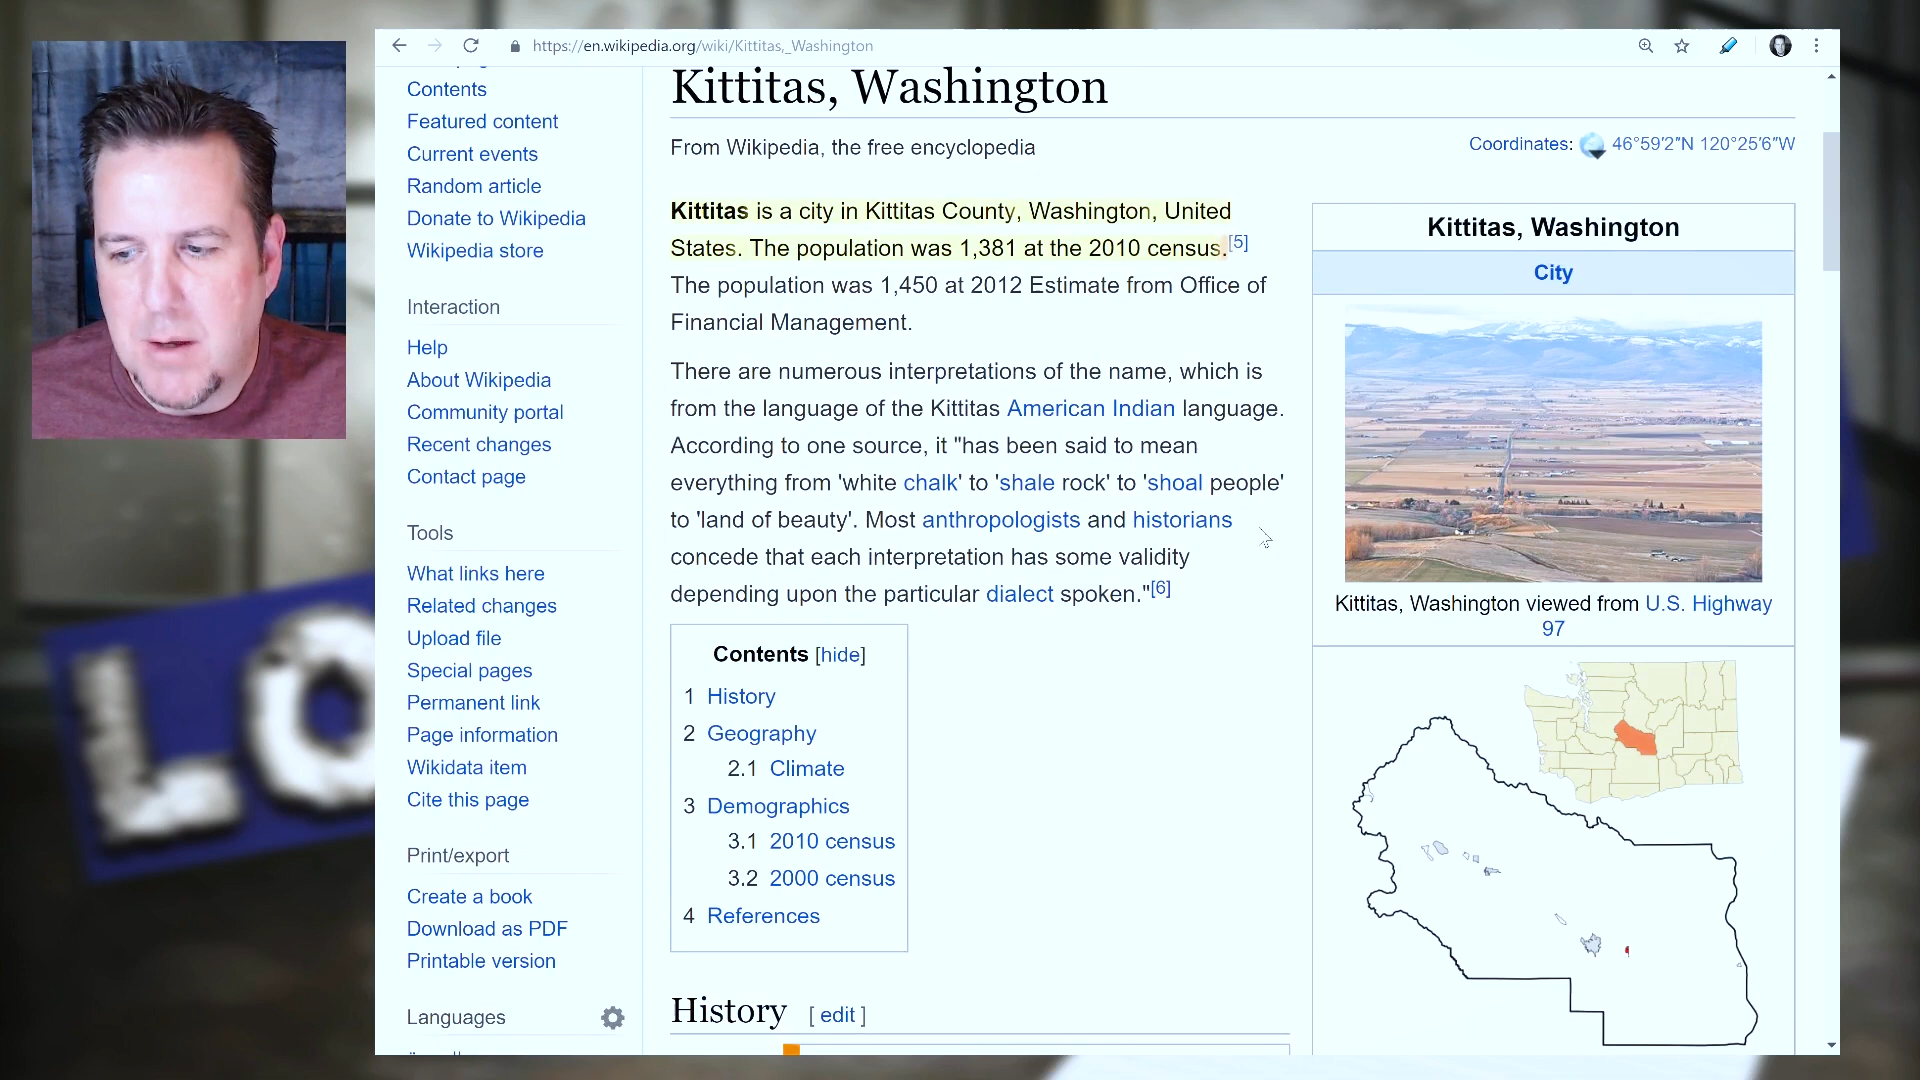 https://en.wikipedia.org/wiki/Kittitas,_Washington
Contents
Featured content
Current events
Random article
Donate to Wikipedia
Wikipedia store
Interaction
Help
About Wikipedia
Community portal
Recent changes
Contact page
Tools
What links here
Related changes
Upload file
Special pages
Permanent link
Page information
Wikidata item
Cite this page
Print/export
Create a book
Download as PDF
Printable version
Languages
Kittitas, Washington
From Wikipedia, the free encyclopedia
Coordinates: 46°59′2″N 120°25′6″W
Kittitas is a city in Kittitas County, Washington, United
States. The population was 1,381 at the 2010 census.[5]
The population was 1,450 at 2012 Estimate from Office of
Financial Management.
There are numerous interpretations of the name, which is
from the language of the Kittitas American Indian language.
According to one source, it "has been said to mean
everything from 'white chalk' to 'shale rock' to 'shoal people'
to 'land of beauty'. Most anthropologists and historians
concede that each interpretation has some validity
depending upon the particular dialect spoken."[6]
Contents [hide]
1 History
2 Geography
2.1 Climate
3 Demographics
3.1 2010 census
3.2 2000 census
4 References
History [ edit ]
Kittitas, Washington
City
Kittitas, Washington viewed from U.S. Highway
97
LO